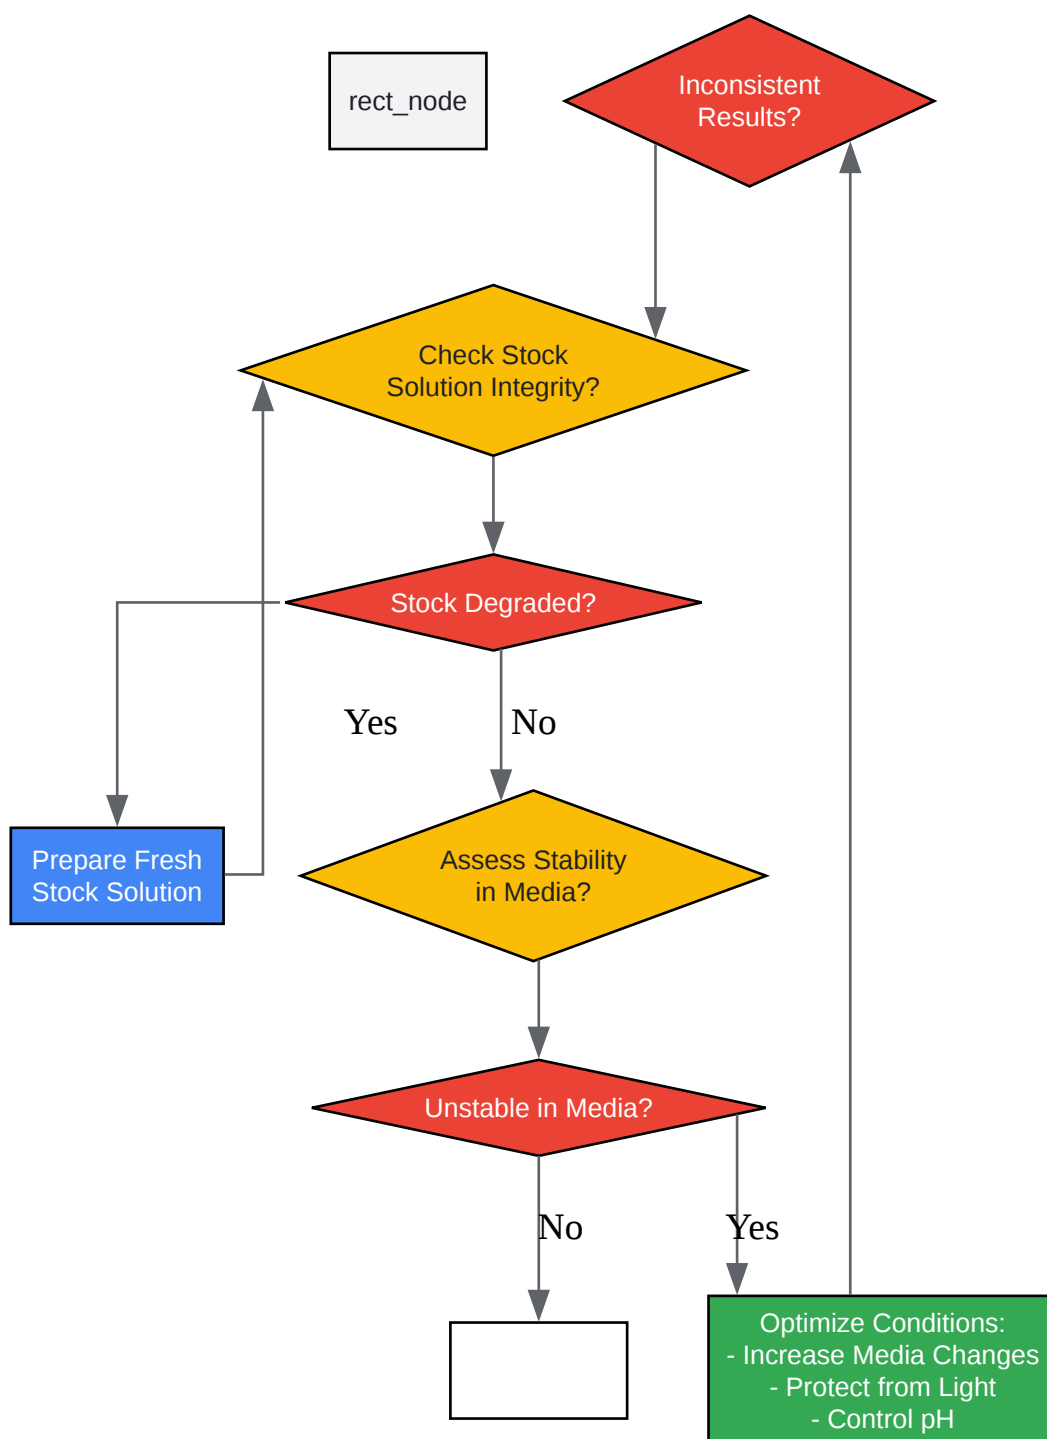 rect_node
Inconsistent
Results?
Check Stock
Solution Integrity?
Stock Degraded?
Yes
No
Prepare Fresh
Stock Solution
Assess Stability
in Media?
Unstable in Media?
No
Yes
Optimize Conditions:
- Increase Media Changes
- Protect from Light
- Control pH